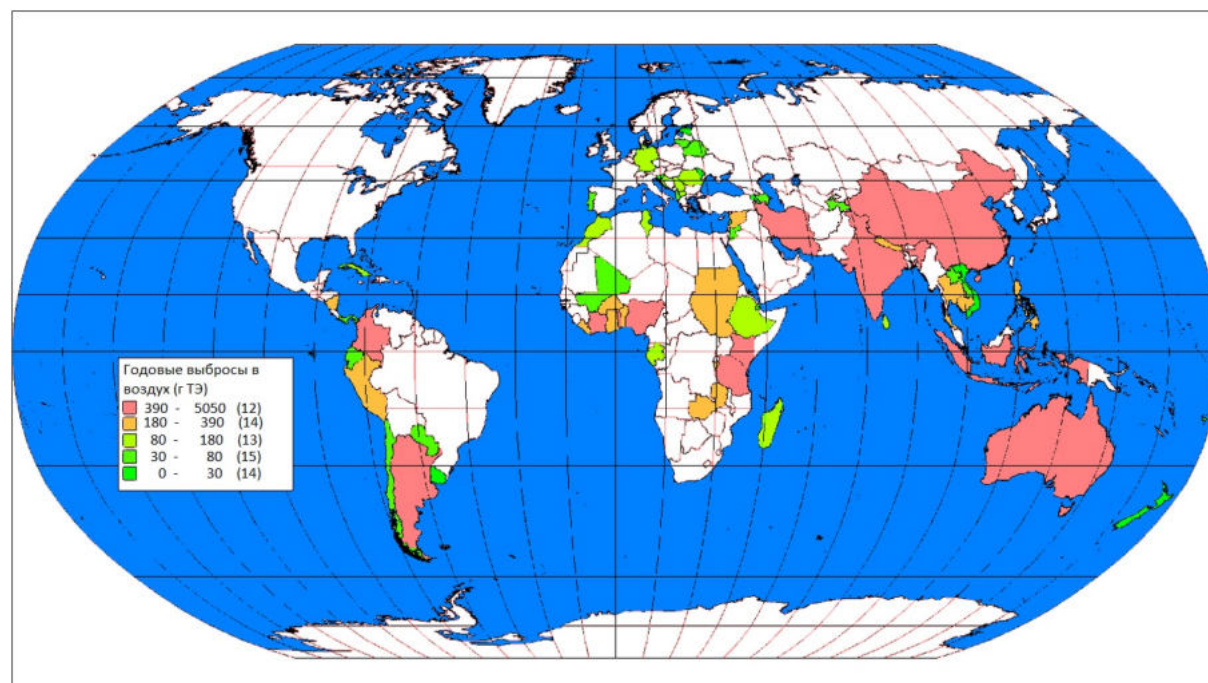 Годовые выбросы в
воздух (г ТЭ)
390 - 5050 (12)
180 - 390 (14)
80 - 180 (13)
30 - 80 (15)
0 - 30 (14)